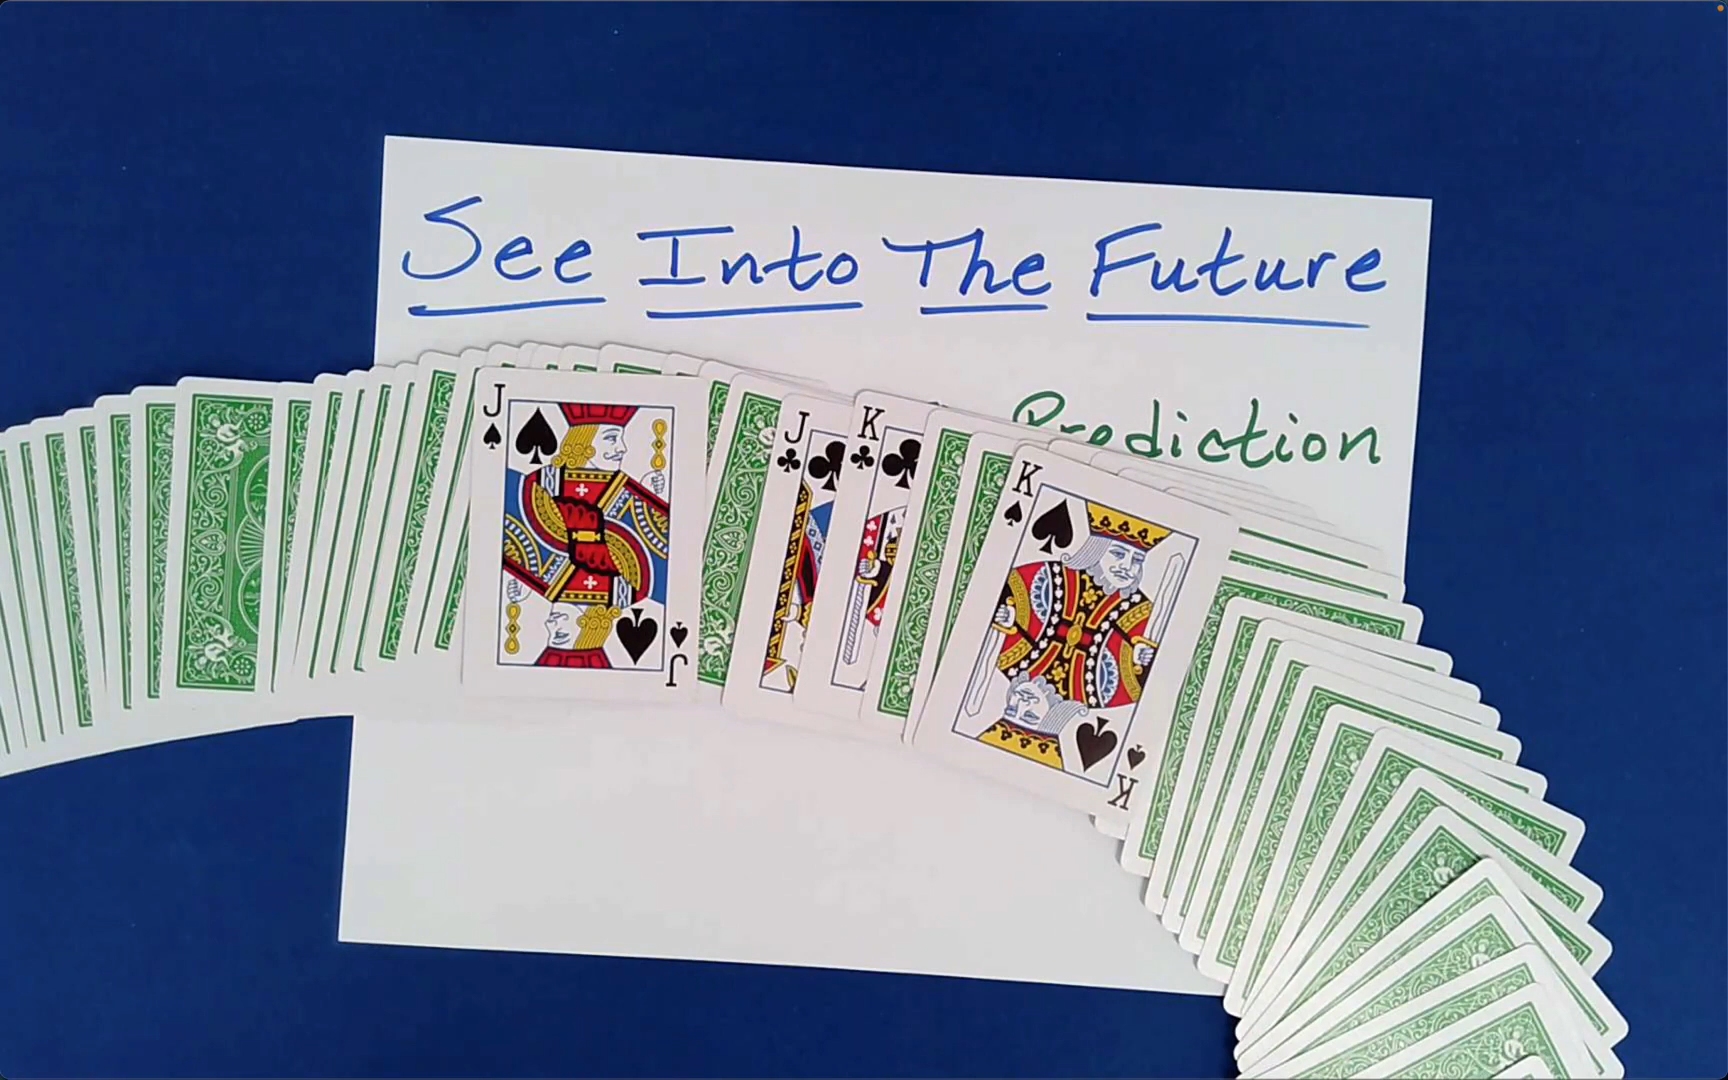 See Into The Future
Prediction
J
J
K
K
J
K